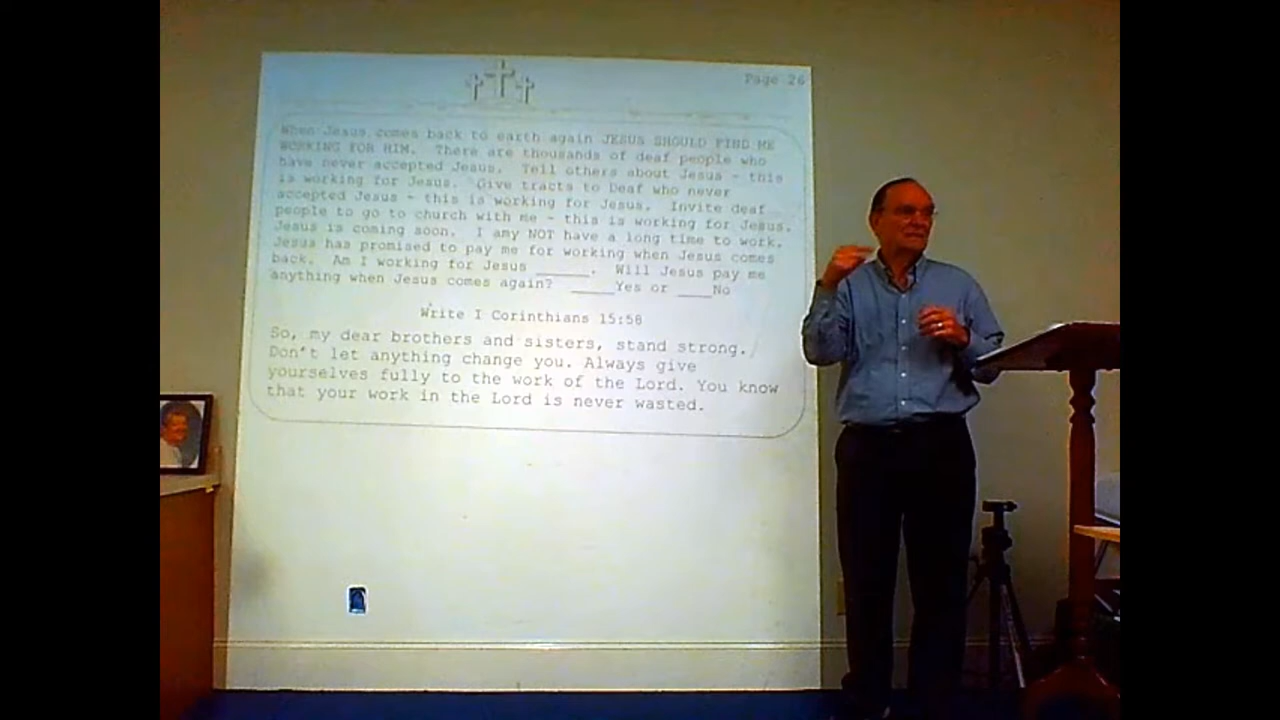 Page 26
When Jesus comes back to earth again JESUS SHOULD FIND ME
WORKING FOR HIM. There are thousands of deaf people who
have never accepted Jesus. Tell others about Jesus - this
is working for Jesus. Give tracts to Deaf who never
accepted Jesus - this is working for Jesus. Invite deaf
people to go to church with me - this is working for Jesus.
Jesus is coming soon. I amy NOT have a long time to work.
Jesus has promised to pay me for working when Jesus comes
back. Am I working for Jesus ______. Will Jesus pay me
anything when Jesus comes again? _____Yes or ____No
Write I Corinthians 15:58
So, my dear brothers and sisters, stand strong.
Don't let anything change you. Always give
yourselves fully to the work of the Lord. You know
that your work in the Lord is never wasted.